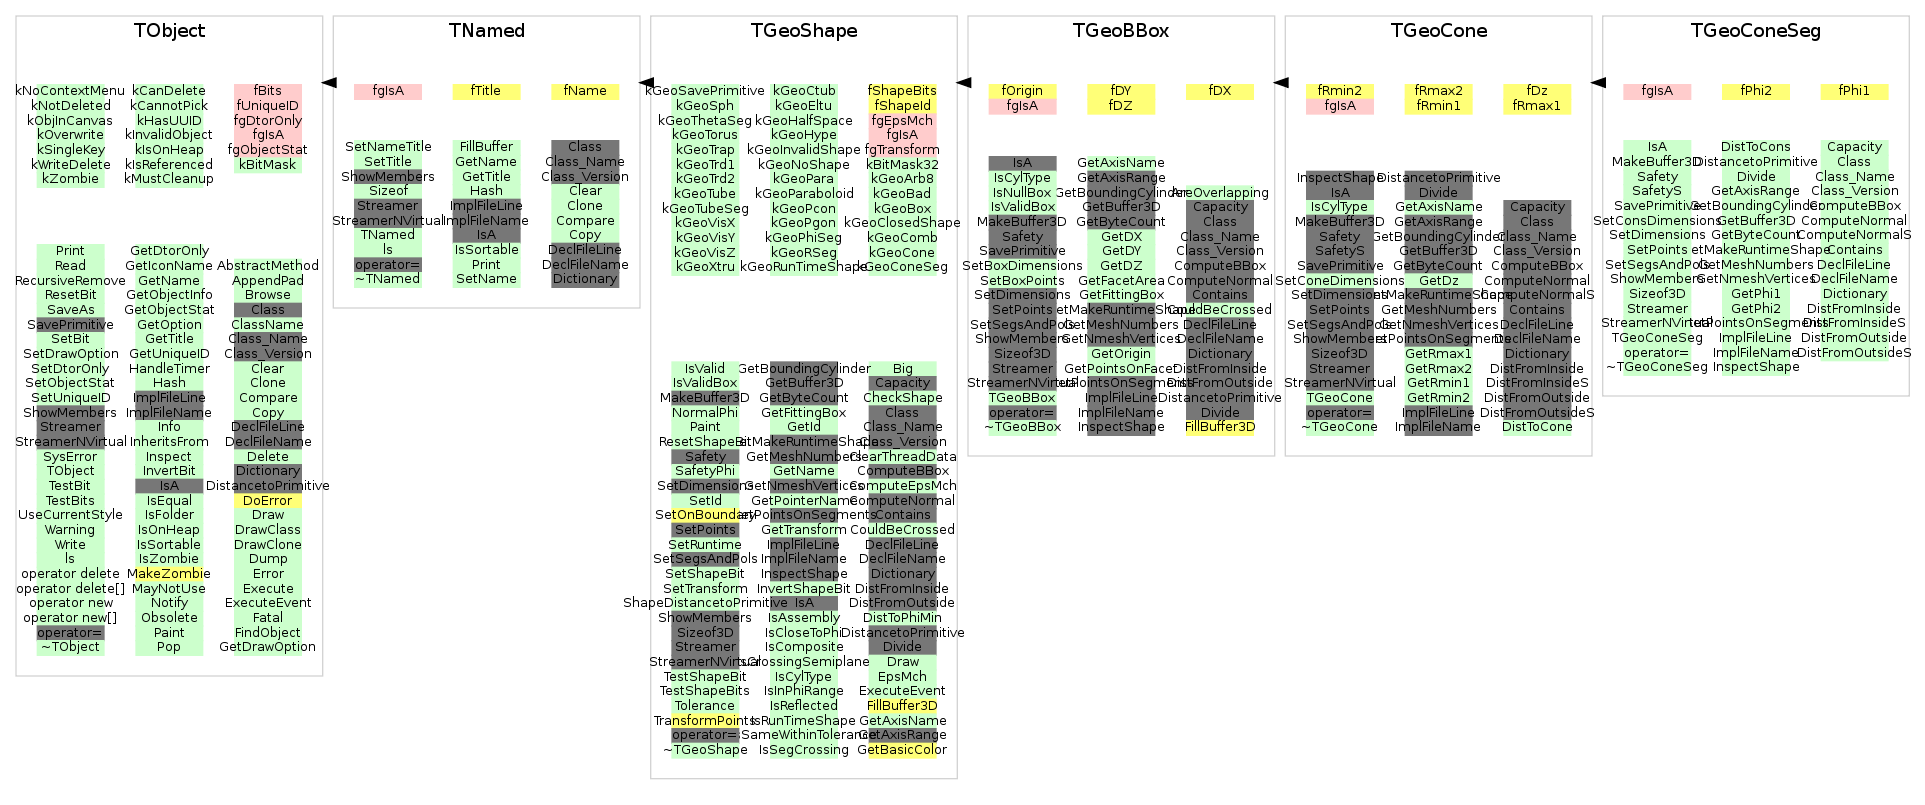 TObject
kNoContextMenu
kNotDeleted
kObjInCanvas
kOverwrite
kSingleKey
kWriteDelete
kZombie
kCanDelete
kCannotPick
kHasUUID
kInvalidObject
kIsOnHeap
kIsReferenced
kMustCleanup
fBits
fUniqueID
fgDtorOnly
fgIsA
fgObjectStat
kBitMask
Print
Read
RecursiveRemove
ResetBit
SaveAs
SavePrimitive
SetBit
SetDrawOption
SetDtorOnly
SetObjectStat
SetUniqueID
ShowMembers
Streamer
StreamerNVirtual
SysError
TObject
TestBit
TestBits
UseCurrentStyle
Warning
Write
ls
operator delete
operator delete[]
operator new
operator new[]
operator=
~TObject
GetDtorOnly
GetIconName
GetName
GetObjectInfo
GetObjectStat
GetOption
GetTitle
GetUniqueID
HandleTimer
Hash
ImplFileLine
ImplFileName
Info
InheritsFrom
Inspect
InvertBit
IsA
IsEqual
IsFolder
IsOnHeap
IsSortable
IsZombie
MakeZombie
MayNotUse
Notify
Obsolete
Paint
Pop
AbstractMethod
AppendPad
Browse
Class
ClassName
Class_Name
Class_Version
Clear
Clone
Compare
Copy
DeclFileLine
DeclFileName
Delete
Dictionary
DistancetoPrimitive
DoError
Draw
DrawClass
DrawClone
Dump
Error
Execute
ExecuteEvent
Fatal
FindObject
GetDrawOption
TNamed
fgIsA
fTitle
fName
SetNameTitle
SetTitle
ShowMembers
Sizeof
Streamer
StreamerNVirtual
TNamed
ls
operator=
~TNamed
FillBuffer
GetName
GetTitle
Hash
ImplFileLine
ImplFileName
IsA
IsSortable
Print
SetName
Class
Class_Name
Class_Version
Clear
Clone
Compare
Copy
DeclFileLine
DeclFileName
Dictionary
TGeoShape
kGeoSavePrimitive
kGeoSph
kGeoThetaSeg
kGeoTorus
kGeoTrap
kGeoTrd1
kGeoTrd2
kGeoTube
kGeoTubeSeg
kGeoVisX
kGeoVisY
kGeoVisZ
kGeoXtru
kGeoCtub
kGeoEltu
kGeoHalfSpace
kGeoHype
kGeoInvalidShape
kGeoNoShape
kGeoPara
kGeoParaboloid
kGeoPcon
kGeoPgon
kGeoPhiSeg
kGeoRSeg
kGeoRunTimeShape
fShapeBits
fShapeId
fgEpsMch
fgIsA
fgTransform
kBitMask32
kGeoArb8
kGeoBad
kGeoBox
kGeoClosedShape
kGeoComb
kGeoCone
kGeoConeSeg
IsValid
IsValidBox
MakeBuffer3D
NormalPhi
Paint
ResetShapeBit
Safety
SafetyPhi
SetDimensions
SetId
SetOnBoundary
SetPoints
SetRuntime
SetSegsAndPols
SetShapeBit
SetTransform
ShapeDistancetoPrimitive
ShowMembers
Sizeof3D
Streamer
StreamerNVirtual
TestShapeBit
TestShapeBits
Tolerance
TransformPoints
operator=
~TGeoShape
GetBoundingCylinder
GetBuffer3D
GetByteCount
GetFittingBox
GetId
GetMakeRuntimeShape
GetMeshNumbers
GetName
GetNmeshVertices
GetPointerName
GetPointsOnSegments
GetTransform
ImplFileLine
ImplFileName
InspectShape
InvertShapeBit
IsA
IsAssembly
IsCloseToPhi
IsComposite
IsCrossingSemiplane
IsCylType
IsInPhiRange
IsReflected
IsRunTimeShape
IsSameWithinTolerance
IsSegCrossing
Big
Capacity
CheckShape
Class
Class_Name
Class_Version
ClearThreadData
ComputeBBox
ComputeEpsMch
ComputeNormal
Contains
CouldBeCrossed
DeclFileLine
DeclFileName
Dictionary
DistFromInside
DistFromOutside
DistToPhiMin
DistancetoPrimitive
Divide
Draw
EpsMch
ExecuteEvent
FillBuffer3D
GetAxisName
GetAxisRange
GetBasicColor
TGeoBBox
fOrigin
fgIsA
fDY
fDZ
fDX
IsA
IsCylType
IsNullBox
IsValidBox
MakeBuffer3D
Safety
SavePrimitive
SetBoxDimensions
SetBoxPoints
SetDimensions
SetPoints
SetSegsAndPols
ShowMembers
Sizeof3D
Streamer
StreamerNVirtual
TGeoBBox
operator=
~TGeoBBox
GetAxisName
GetAxisRange
GetBoundingCylinder
GetBuffer3D
GetByteCount
GetDX
GetDY
GetDZ
GetFacetArea
GetFittingBox
GetMakeRuntimeShape
GetMeshNumbers
GetNmeshVertices
GetOrigin
GetPointsOnFacet
GetPointsOnSegments
ImplFileLine
ImplFileName
InspectShape
AreOverlapping
Capacity
Class
Class_Name
Class_Version
ComputeBBox
ComputeNormal
Contains
CouldBeCrossed
DeclFileLine
DeclFileName
Dictionary
DistFromInside
DistFromOutside
DistancetoPrimitive
Divide
FillBuffer3D
TGeoCone
fRmin2
fgIsA
fRmax2
fRmin1
fDz
fRmax1
InspectShape
IsA
IsCylType
MakeBuffer3D
Safety
SafetyS
SavePrimitive
SetConeDimensions
SetDimensions
SetPoints
SetSegsAndPols
ShowMembers
Sizeof3D
Streamer
StreamerNVirtual
TGeoCone
operator=
~TGeoCone
DistancetoPrimitive
Divide
GetAxisName
GetAxisRange
GetBoundingCylinder
GetBuffer3D
GetByteCount
GetDz
GetMakeRuntimeShape
GetMeshNumbers
GetNmeshVertices
GetPointsOnSegments
GetRmax1
GetRmax2
GetRmin1
GetRmin2
ImplFileLine
ImplFileName
Capacity
Class
Class_Name
Class_Version
ComputeBBox
ComputeNormal
ComputeNormalS
Contains
DeclFileLine
DeclFileName
Dictionary
DistFromInside
DistFromInsideS
DistFromOutside
DistFromOutsideS
DistToCone
TGeoConeSeg
fgIsA
fPhi2
fPhi1
IsA
MakeBuffer3D
Safety
SafetyS
SavePrimitive
SetConsDimensions
SetDimensions
SetPoints
SetSegsAndPols
ShowMembers
Sizeof3D
Streamer
StreamerNVirtual
TGeoConeSeg
operator=
~TGeoConeSeg
DistToCons
DistancetoPrimitive
Divide
GetAxisRange
GetBoundingCylinder
GetBuffer3D
GetByteCount
GetMakeRuntimeShape
GetMeshNumbers
GetNmeshVertices
GetPhi1
GetPhi2
GetPointsOnSegments
ImplFileLine
ImplFileName
InspectShape
Capacity
Class
Class_Name
Class_Version
ComputeBBox
ComputeNormal
ComputeNormalS
Contains
DeclFileLine
DeclFileName
Dictionary
DistFromInside
DistFromInsideS
DistFromOutside
DistFromOutsideS